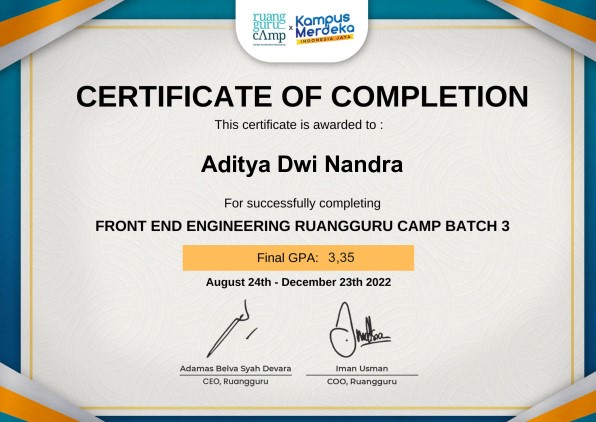 ruang guru cAmp x Kampus Merdeka INDONESIA JAYA
CERTIFICATE OF COMPLETION
This certificate is awarded to :
Aditya Dwi Nandra
For successfully completing
FRONT END ENGINEERING RUANGGURU CAMP BATCH 3
Final GPA: 3,35
August 24th - December 23th 2022
Adamas Belva Syah Devara
CEO, Ruangguru
Iman Usman
COO, Ruangguru